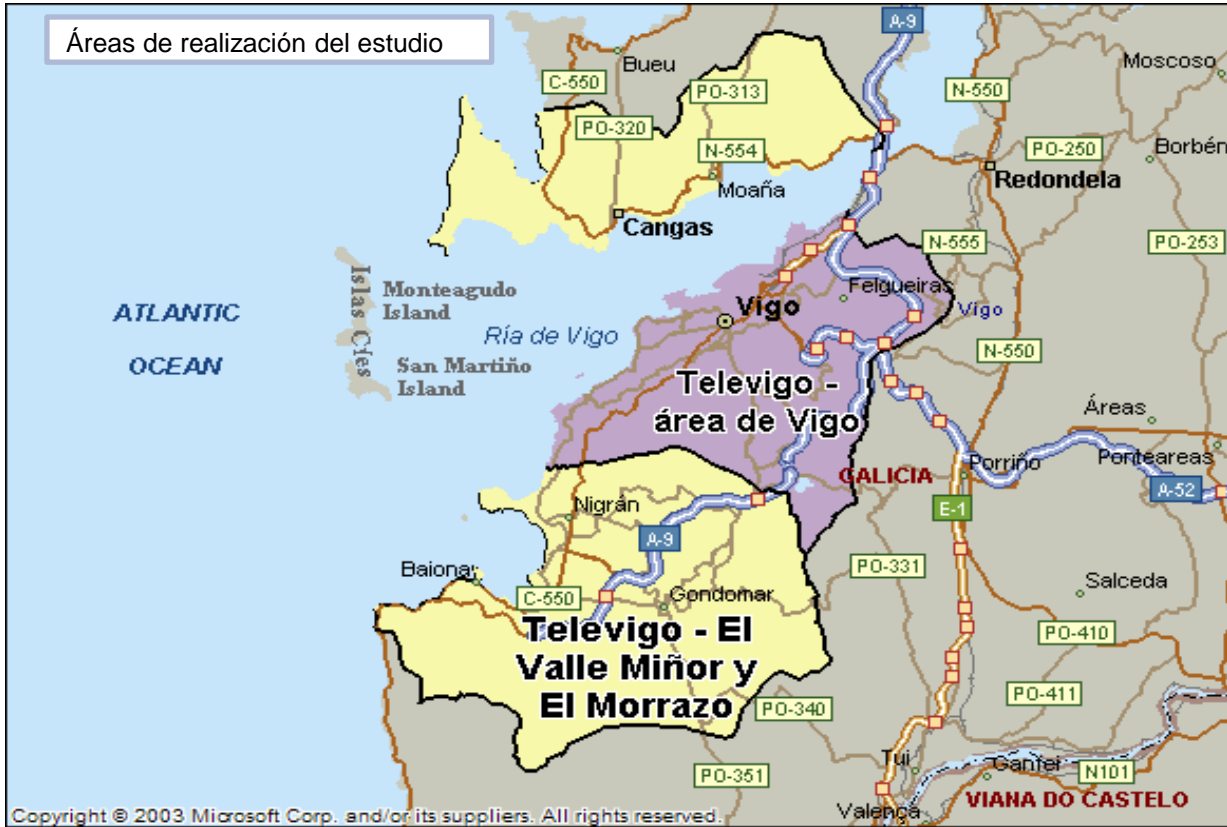 Áreas de realización del estudio
A-9
Bueu
Moscoso
C-550
PO-313
N-550
PO-320
PO-250
Borbén
N-554
Moaña
Redondela
Cangas
N-555
PO-253
Islas Cíes
Monteagudo
Island
Felgueiras
ATLANTIC
OCEAN
Vigo
Vigo
Ría de Vigo
N-550
San Martiño
Island
Televigo -
área de Vigo
Áreas
GALICIA
Porriño
Ponteareas
A-52
E-1
Nigrán
A-9
Baiona
PO-331
Salceda
C-550
Gondomar
Televigo - El
Valle Miñor y
El Morrazo
PO-410
PO-411
PO-340
Tui
Ganfei
N101
PO-351
VIANA DO CASTELO
Valença
Copyright © 2003 Microsoft Corp. and/or its suppliers. All rights reserved.